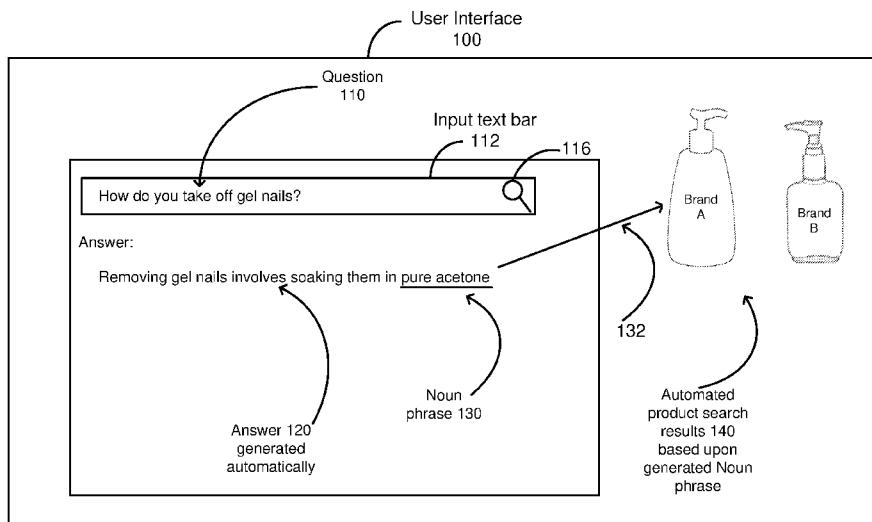 User Interface
100
Question
110
Input text bar
112
116
How do you take off gel nails?
Brand
A
Brand
B
Answer:
Removing gel nails involves soaking them in pure acetone
132
Noun
phrase 130
Answer 120
generated
automatically
Automated
product search
results 140
based upon
generated Noun
phrase